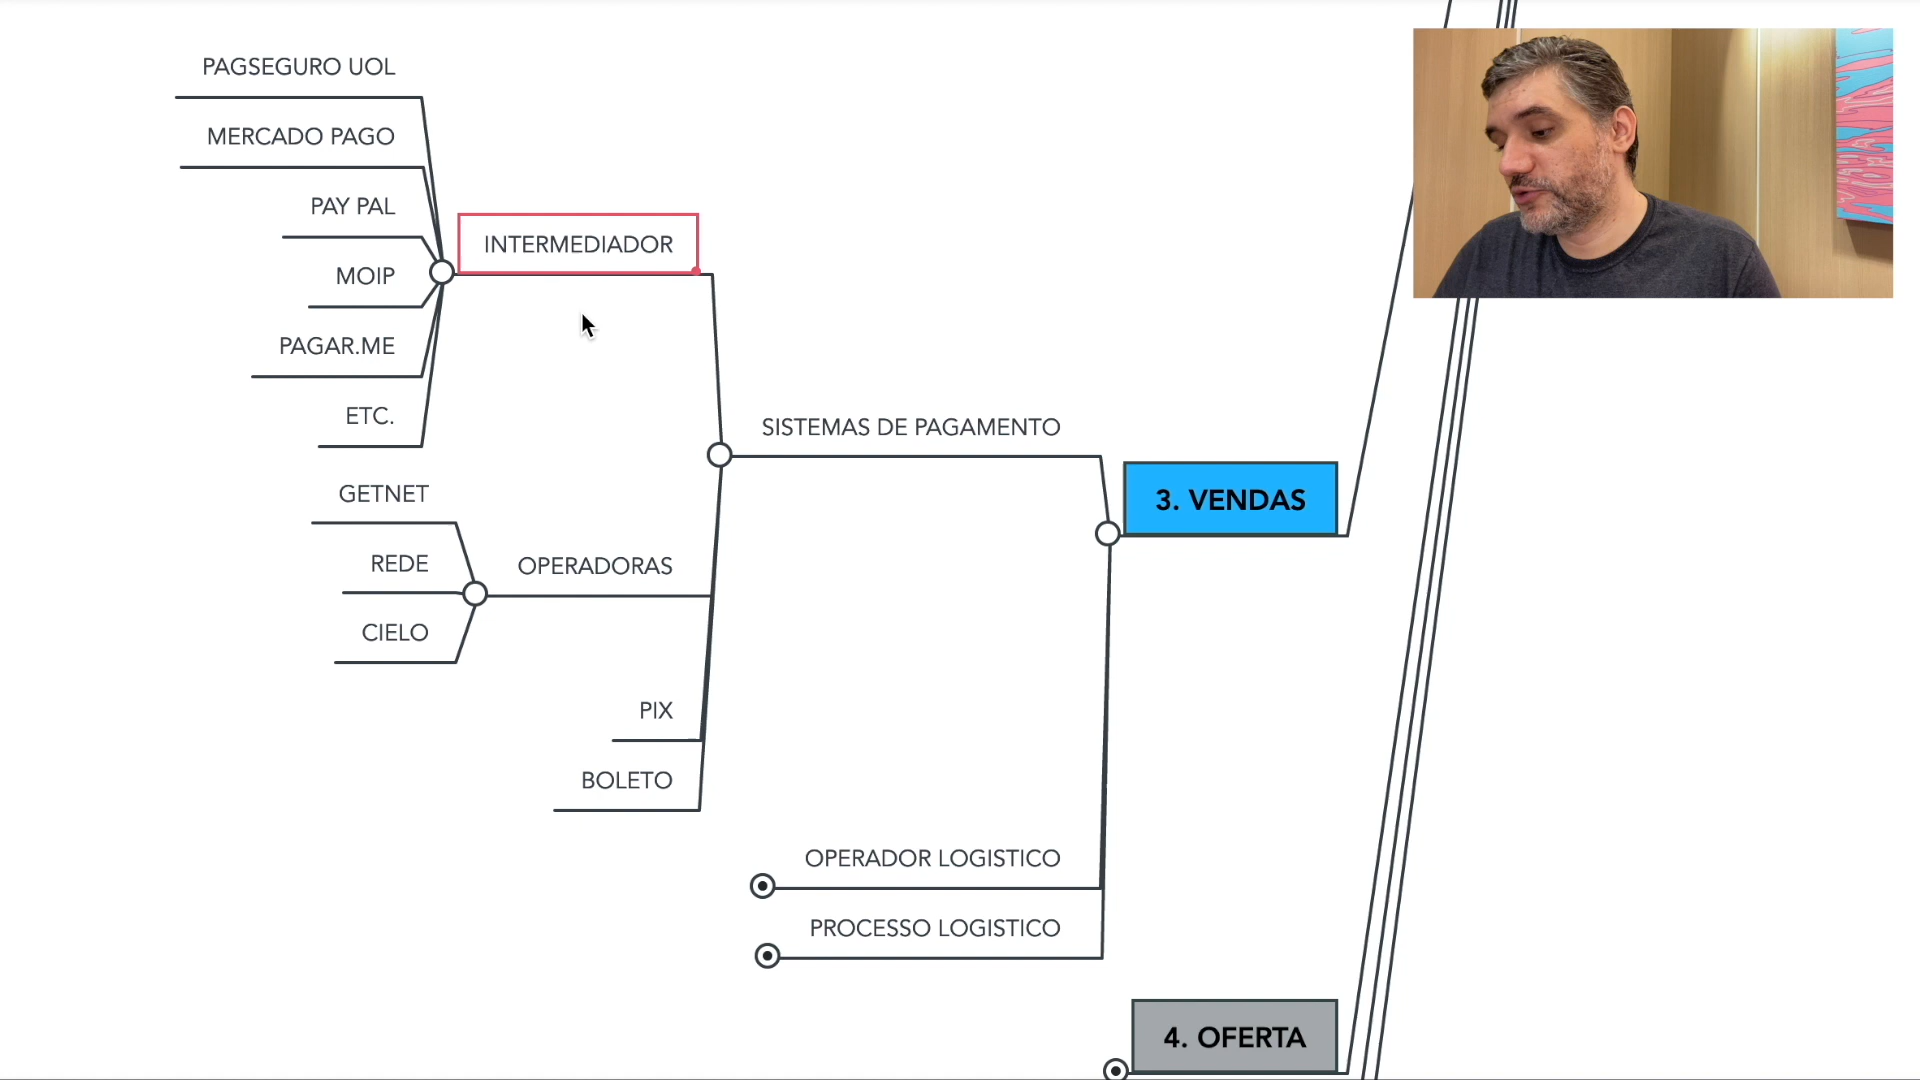 PAGSEGURO UOL
MERCADO PAGO
PAY PAL
MOIP
PAGAR.ME
ETC.
INTERMEDIADOR
GETNET
REDE
CIELO
OPERADORAS
PIX
BOLETO
SISTEMAS DE PAGAMENTO
OPERADOR LOGISTICO
PROCESSO LOGISTICO
3. VENDAS
4. OFERTA